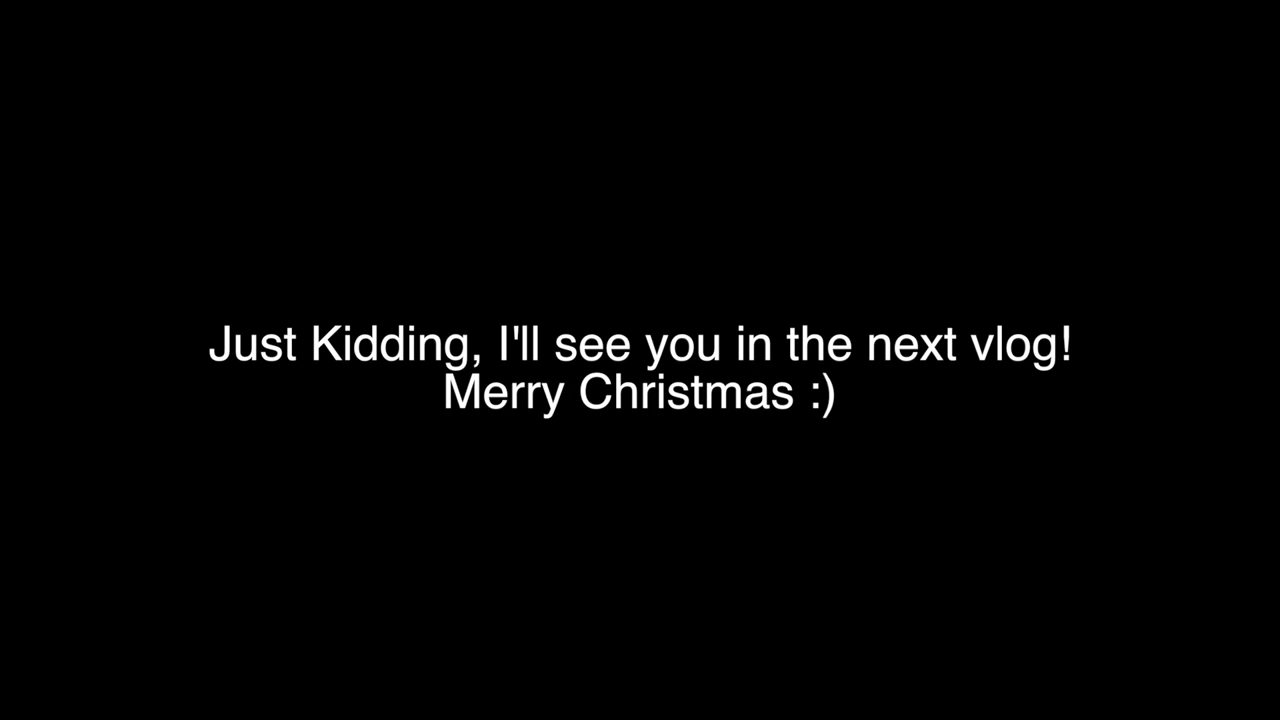 Just Kidding, I'll see you in the next vlog!
Merry Christmas :)